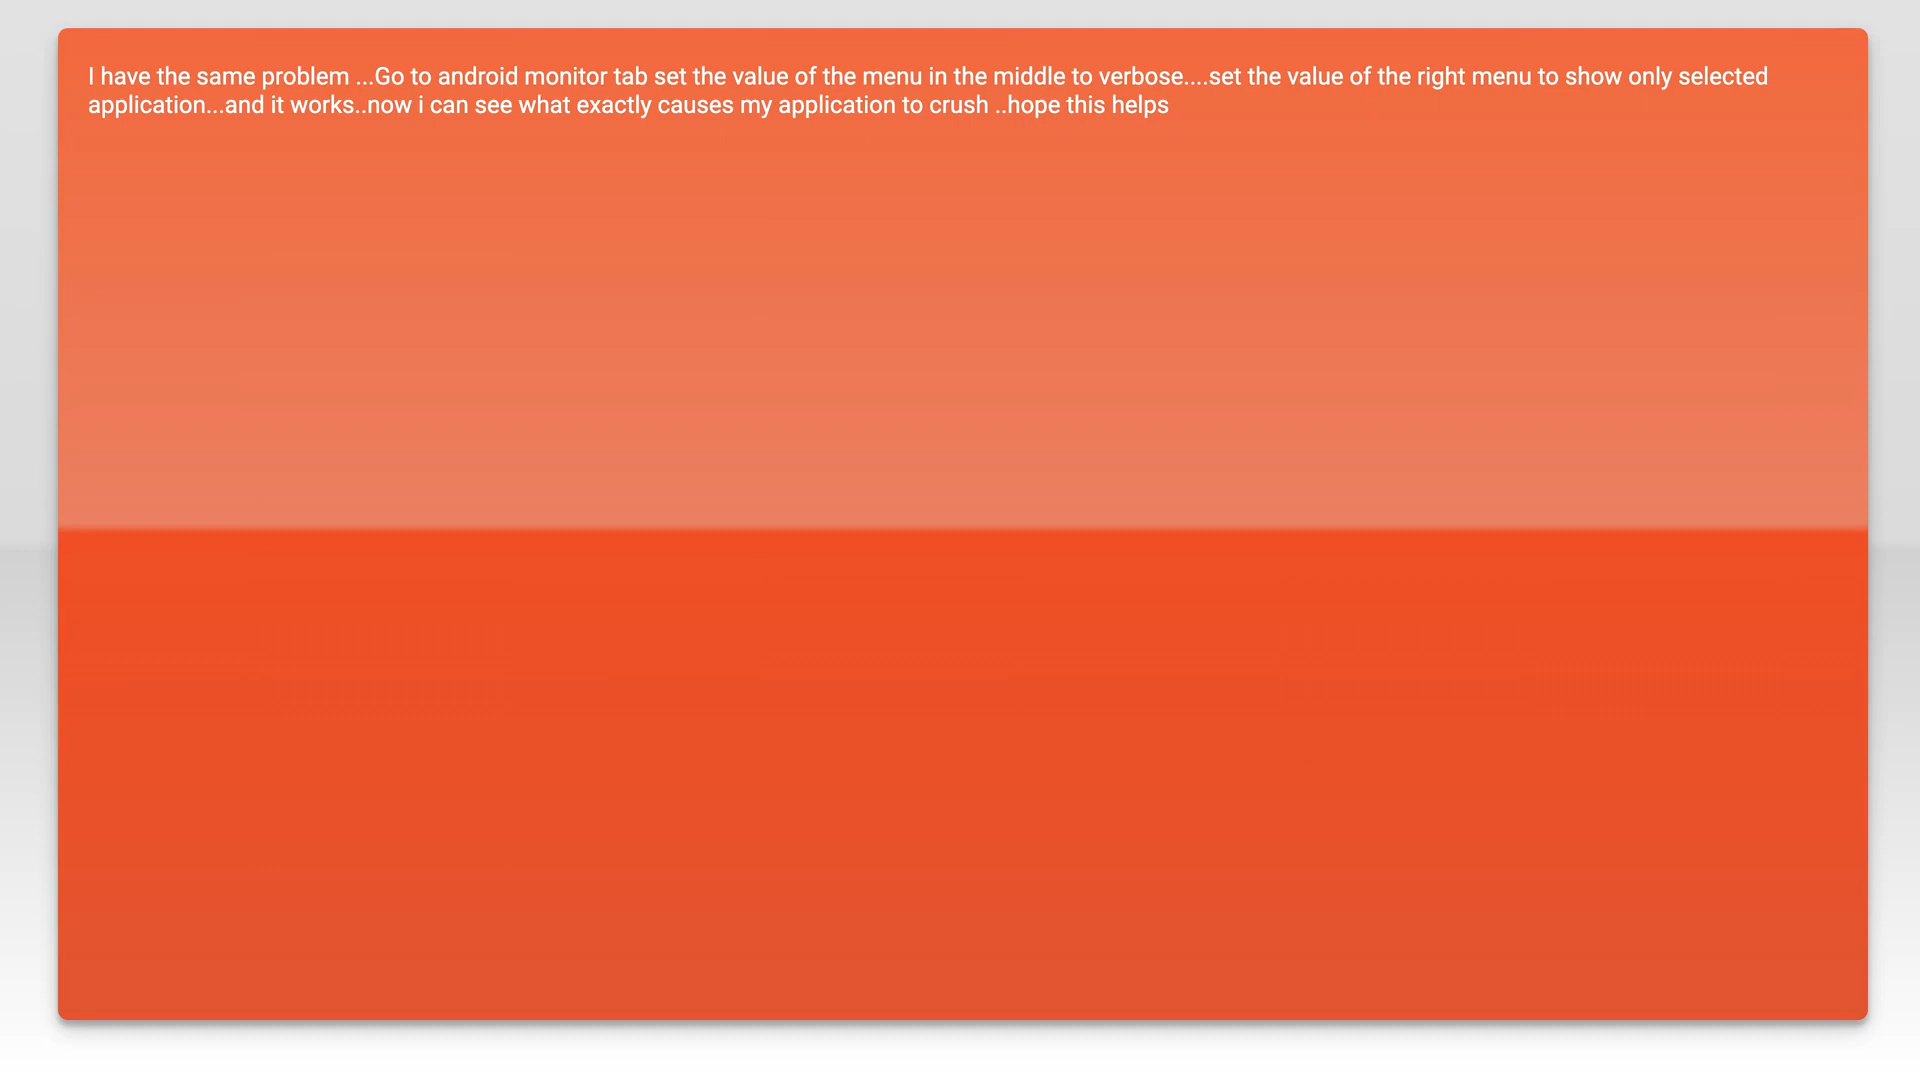 I have the same problem ...Go to android monitor tab set the value of the menu in the middle to verbose....set the value of the right menu to show only selected
application...and it works..now i can see what exactly causes my application to crush ..hope this helps